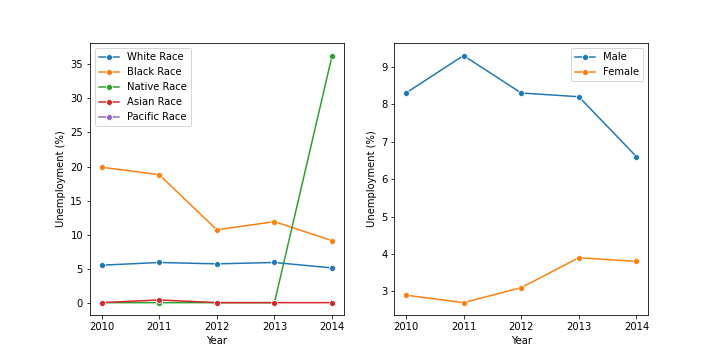 White Race
Black Race
Native Race
Asian Race
Pacific Race
35
30
25
20
15
10
5
0
Unemployment (%)
2010 2011 2012 2013 2014
Year
Male
Female
9
8
7
6
5
4
3
Unemployment (%)
2010 2011 2012 2013 2014
Year